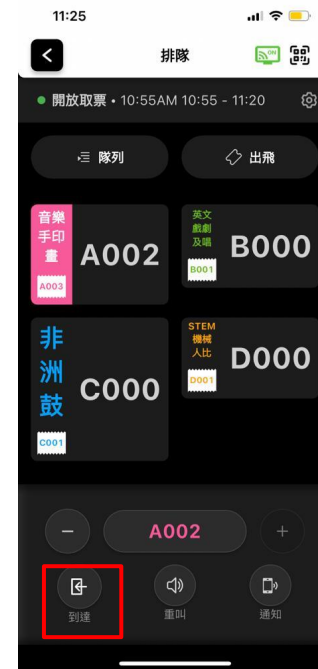 11:25
排隊
ON
開放取票 • 10:55AM 10:55 - 11:20
隊列
出飛
音樂
手印
畫
A003
A002
英文
戲劇
及唱
B001
B000
非
洲
鼓
C001
C000
STEM
機械
人比
D001
D000
−
A002
+
到達
重叫
通知